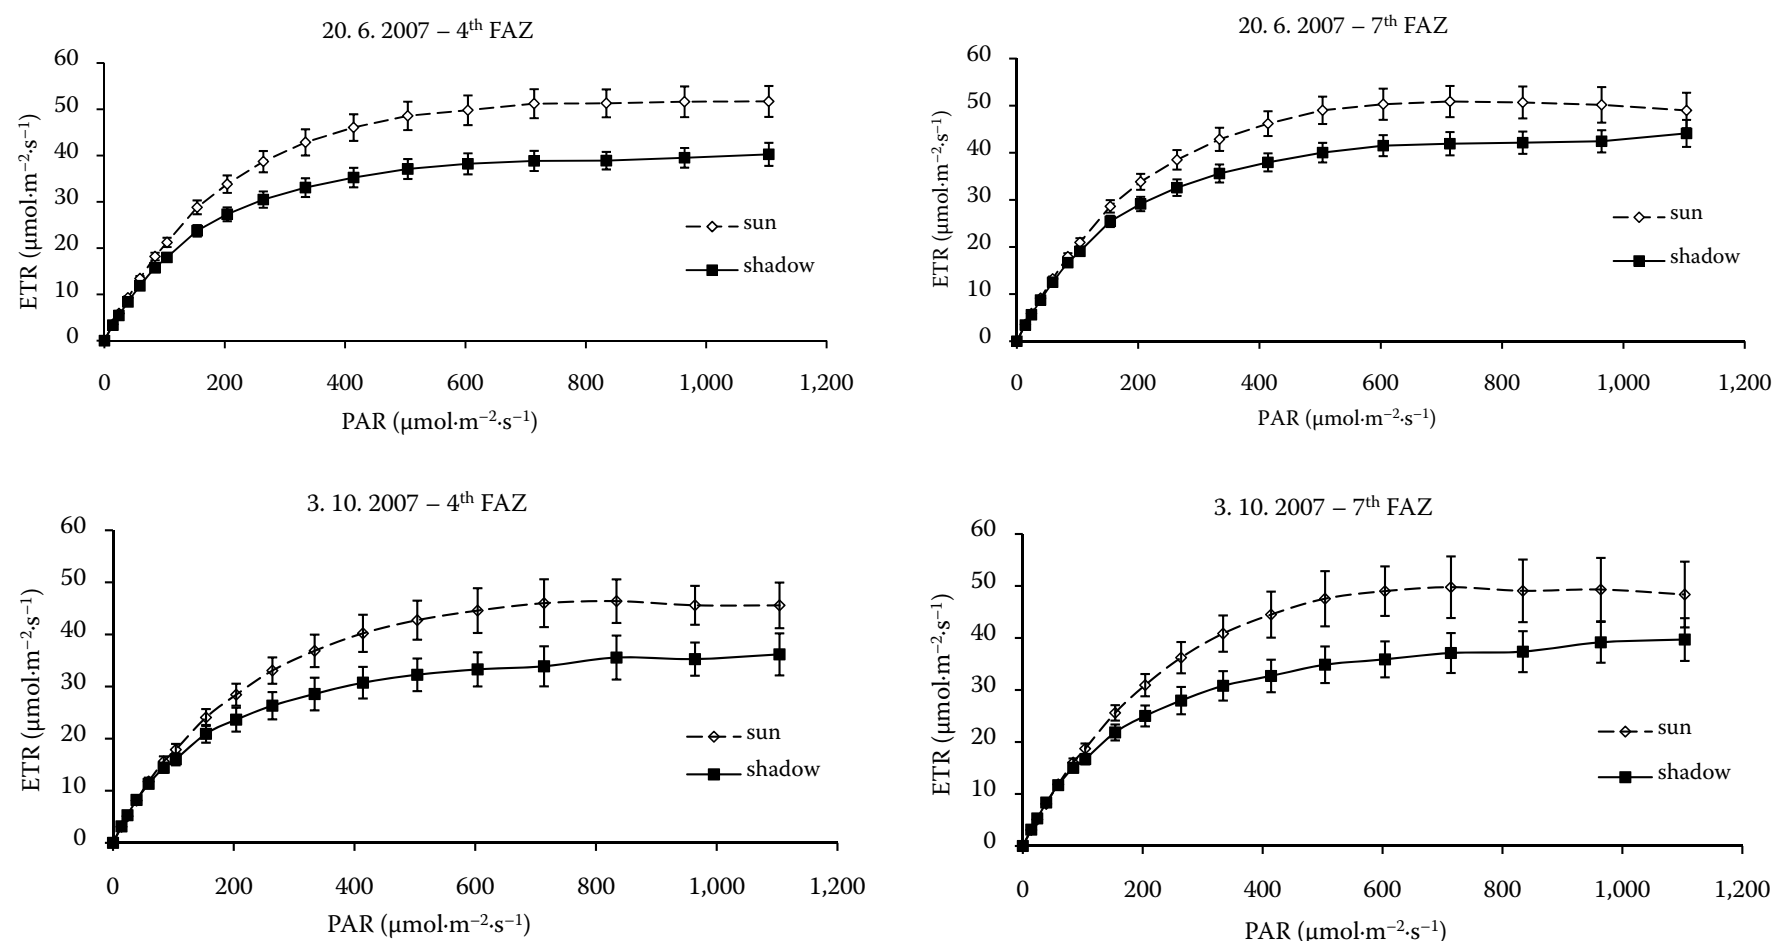 20. 6. 2007 – 4th FAZ
60
50
40
30
20
10
0
ETR (µmol·m–2·s–1)
sun
shadow
0 200 400 600 800 1,000 1,200
PAR (µmol·m–2·s–1)
20. 6. 2007 – 7th FAZ
60
50
40
30
20
10
0
ETR (µmol·m–2·s–1)
sun
shadow
0 200 400 600 800 1,000 1,200
PAR (µmol·m–2·s–1)
3. 10. 2007 – 4th FAZ
60
50
40
30
20
10
0
ETR (µmol·m–2·s–1)
sun
shadow
0 200 400 600 800 1,000 1,200
PAR (µmol·m–2·s–1)
3. 10. 2007 – 7th FAZ
60
50
40
30
20
10
0
ETR (µmol·m–2·s–1)
sun
shadow
0 200 400 600 800 1,000 1,200
PAR (µmol·m–2·s–1)